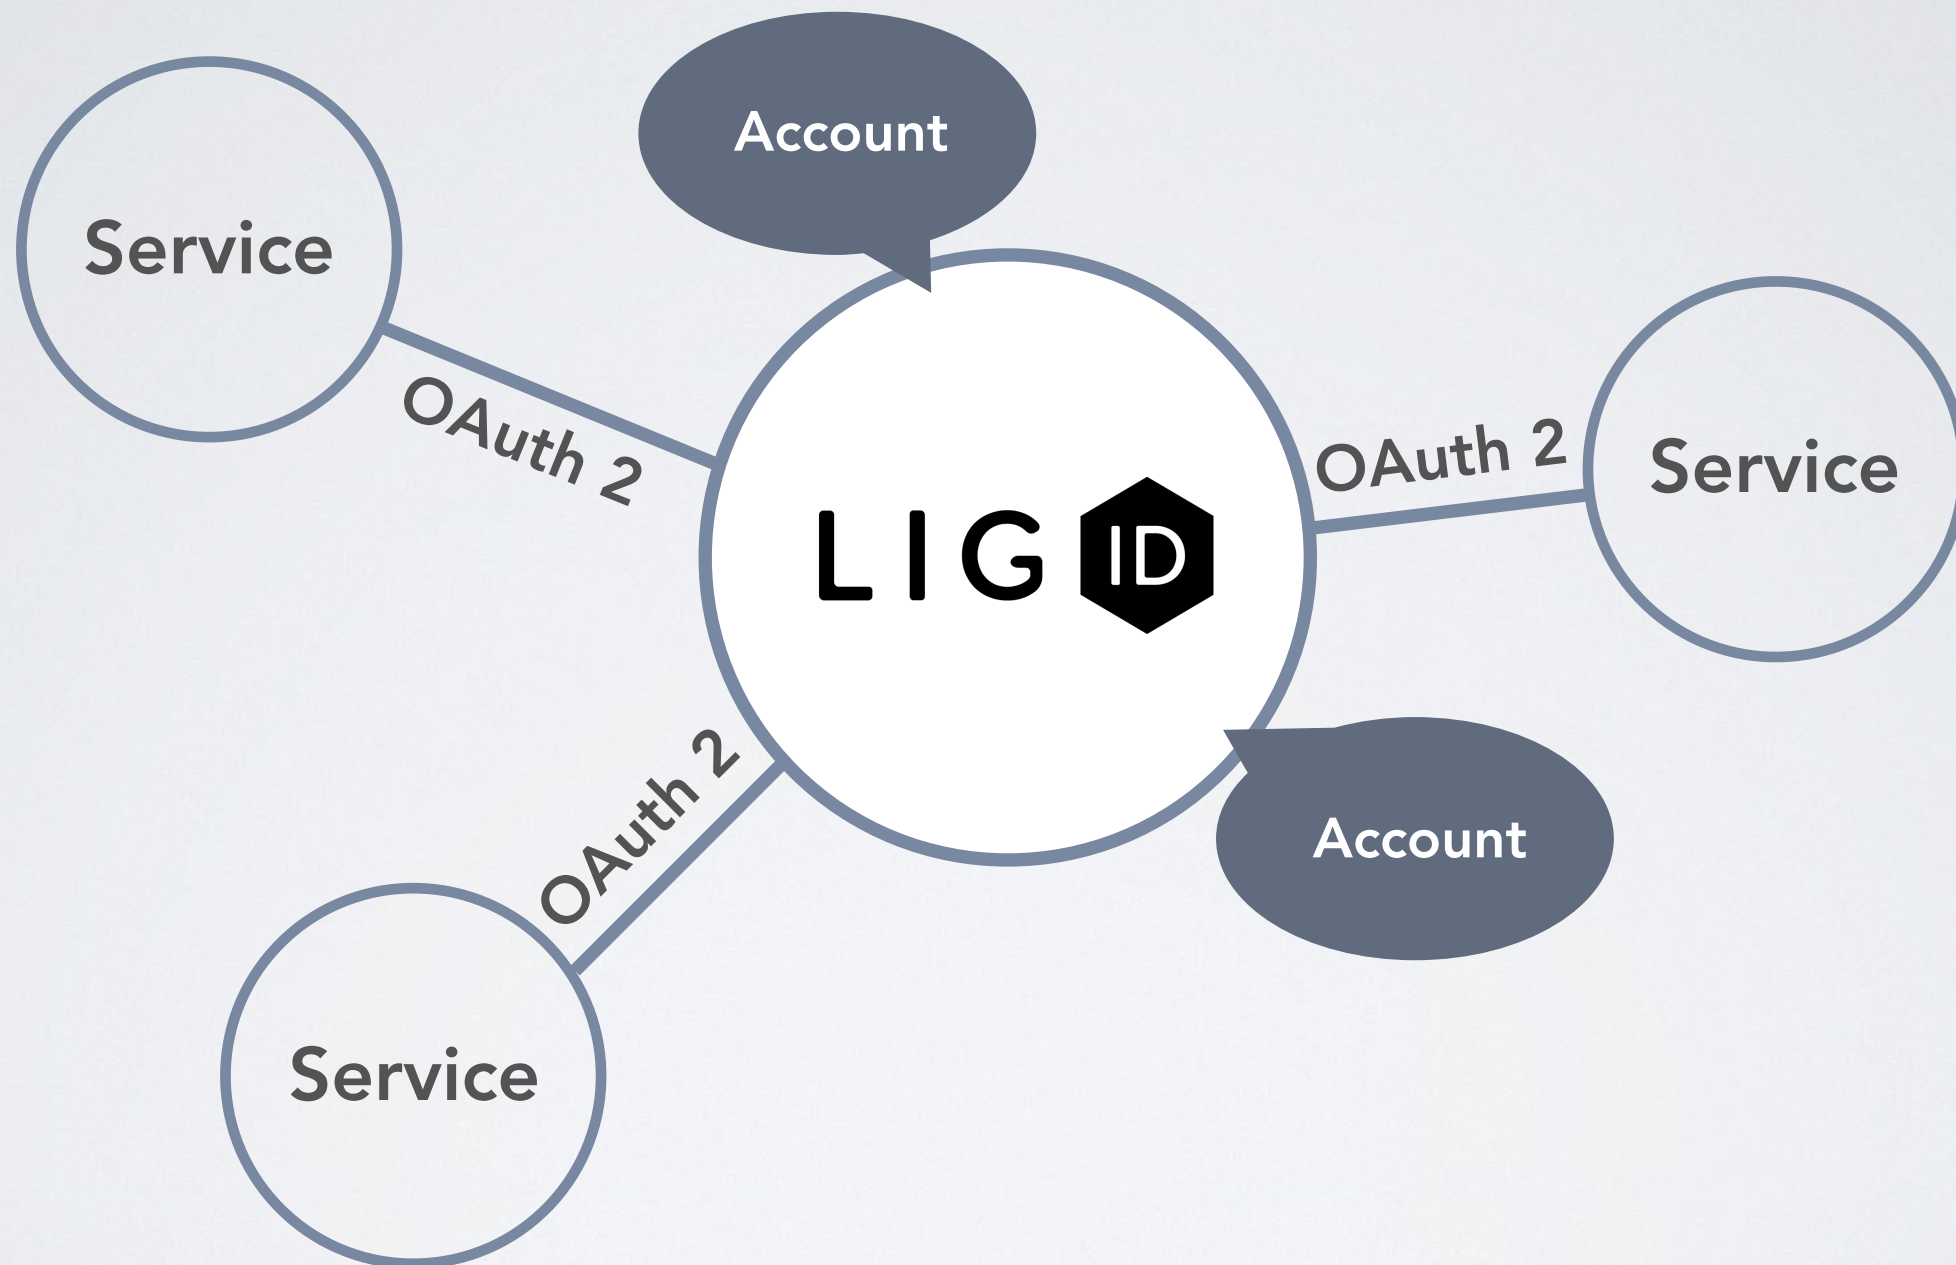 Account
Service
OAuth 2
OAuth 2
Service
LIG ID
OAuth 2
Account
Service